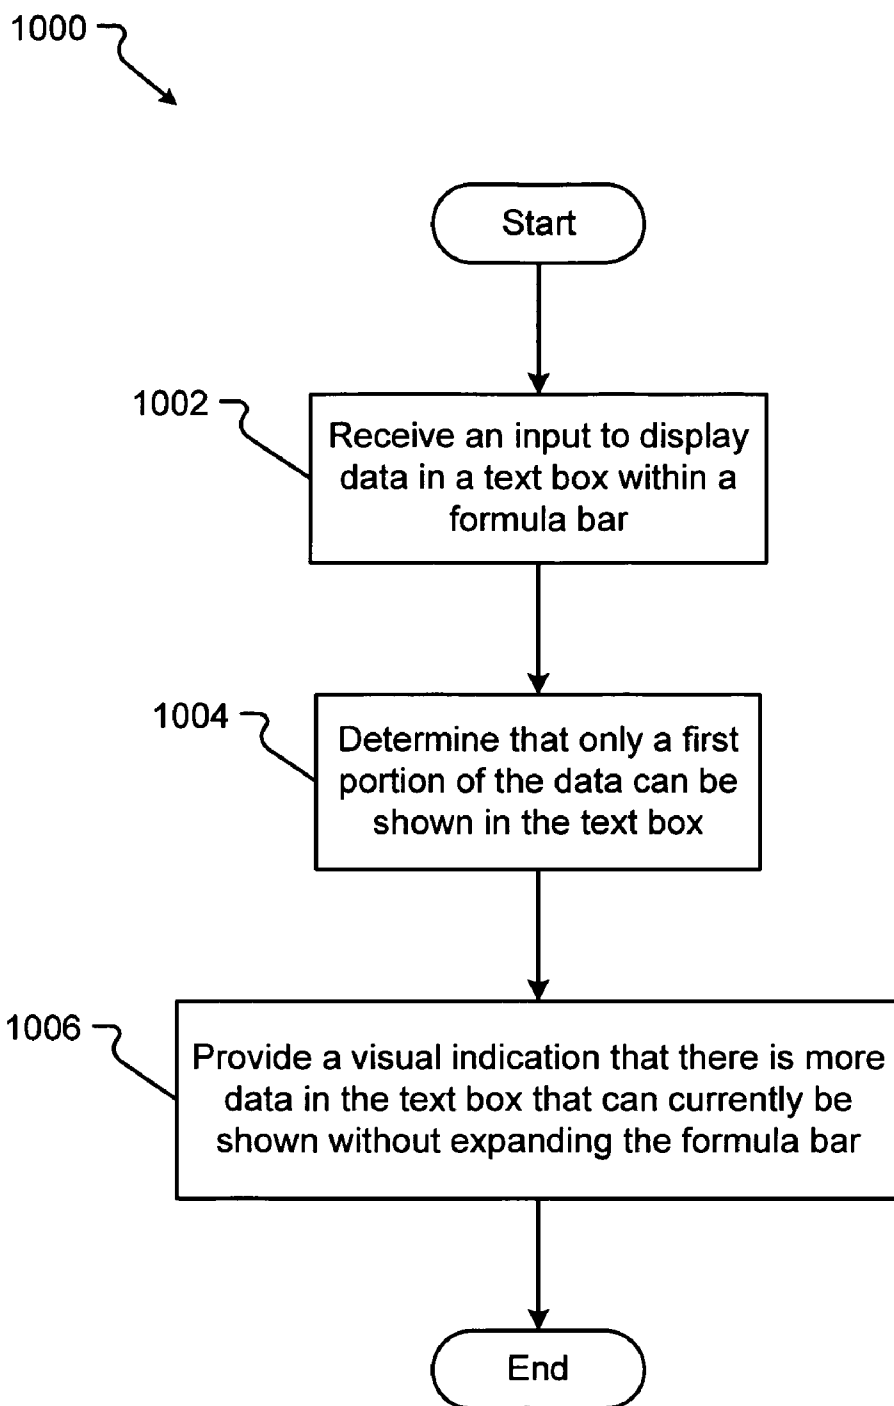 1000
Start
1002
Receive an input to display
data in a text box within a
formula bar
1004
Determine that only a first
portion of the data can be
shown in the text box
1006
Provide a visual indication that there is more
data in the text box that can currently be
shown without expanding the formula bar
End